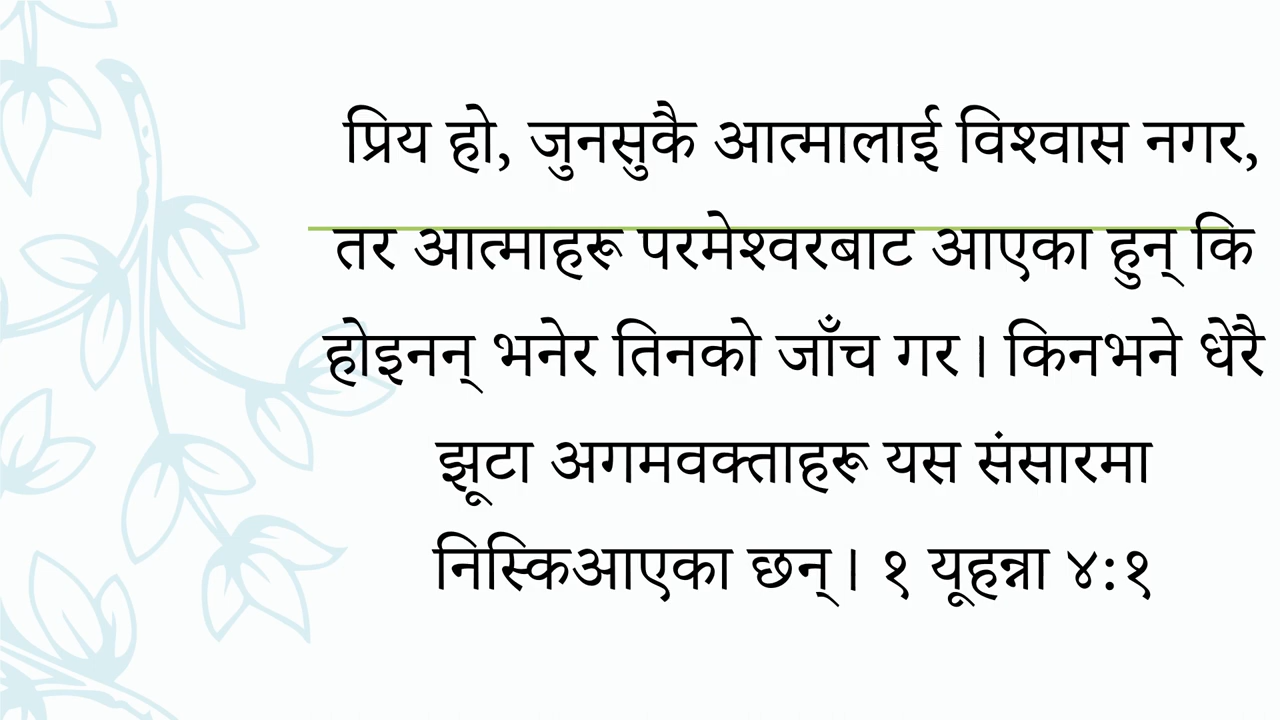 प्रिय हो, जुनसुकै आत्मालाई विश्वास नगर,
तर आत्माहरू परमेश्वरबाट आएका हुन् कि
होइनन् भनेर तिनको जाँच गर। किनभने धेरै
झूटा अगमवक्ताहरू यस संसारमा
निस्किआएका छन्। १ यूहन्ना ४:१